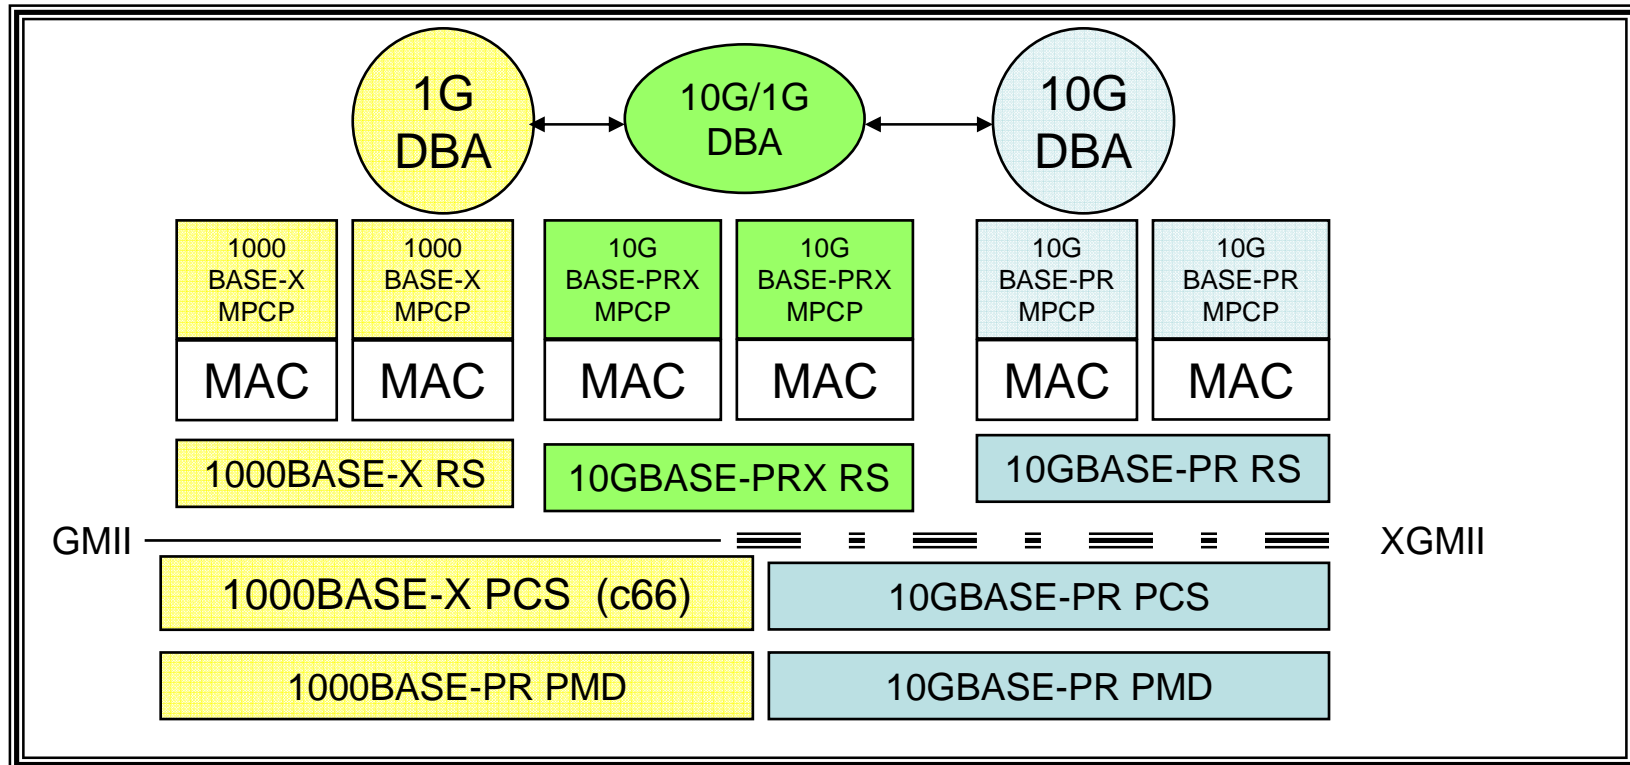 1G
DBA
10G/1G
DBA
10G
DBA
1000
BASE-X
MPCP
1000
BASE-X
MPCP
10G
BASE-PRX
MPCP
10G
BASE-PRX
MPCP
10G
BASE-PR
MPCP
10G
BASE-PR
MPCP
MAC
MAC
MAC
MAC
MAC
MAC
1000BASE-X RS
10GBASE-PRX RS
10GBASE-PR RS
GMII
XGMII
1000BASE-X PCS (c66)
10GBASE-PR PCS
1000BASE-PR PMD
10GBASE-PR PMD